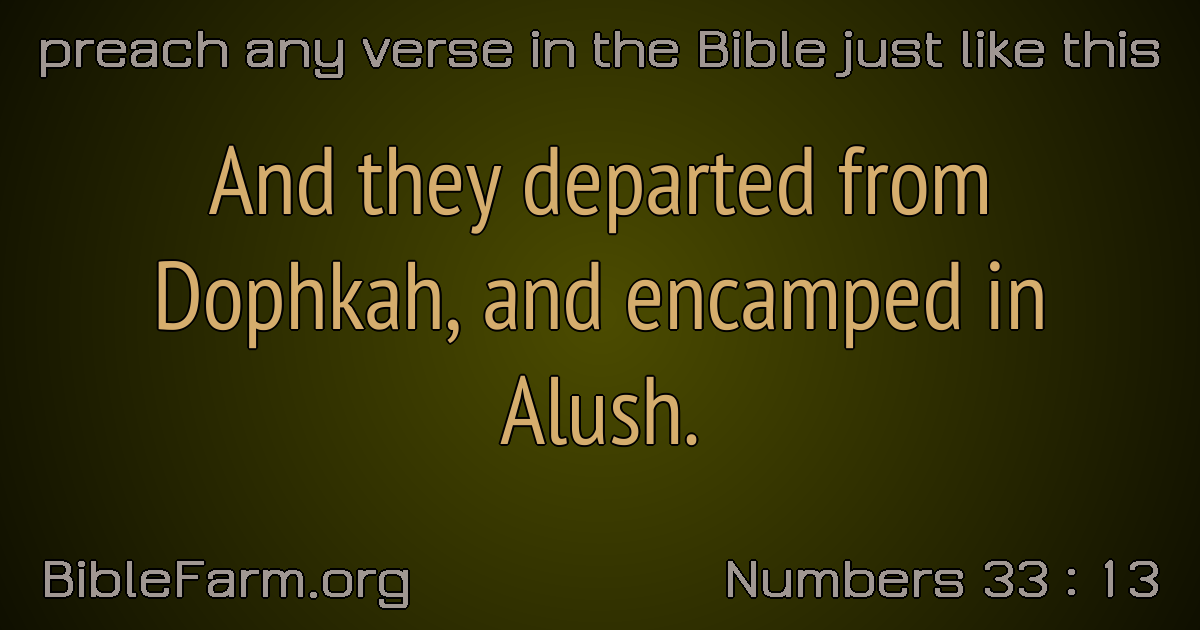 preach any verse in the Bible just like this
And they departed from
Dophkah, and encamped in
Alush.
BibleFarm.org
Numbers 33 : 13